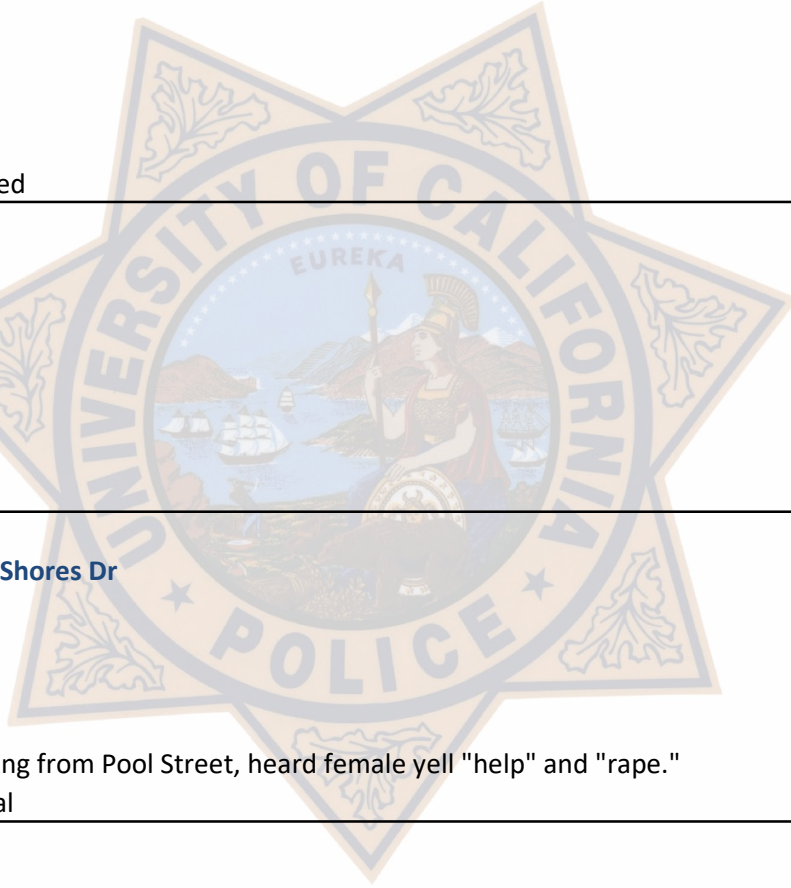 ed
UNIVERSITY OF CALIFORNIA
EUREKA
Shores Dr
POLICE
ng from Pool Street, heard female yell "help" and "rape."
al